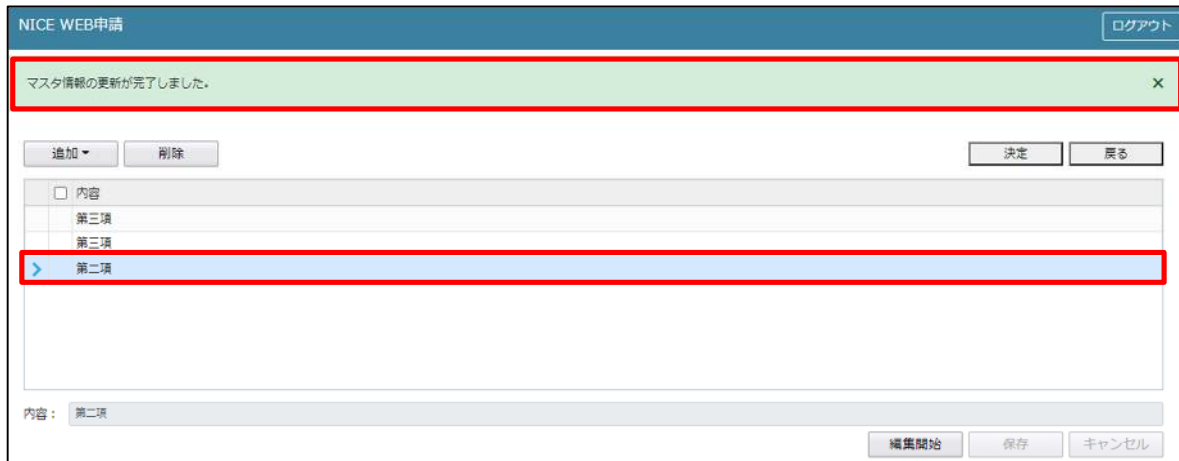 NICE WEB申請 ログアウト
マスタ情報の更新が完了しました。 ×
追加 削除 決定 戻る
内容
第三項
第三項
第二項
内容： 第二項
編集開始 保存 キャンセル